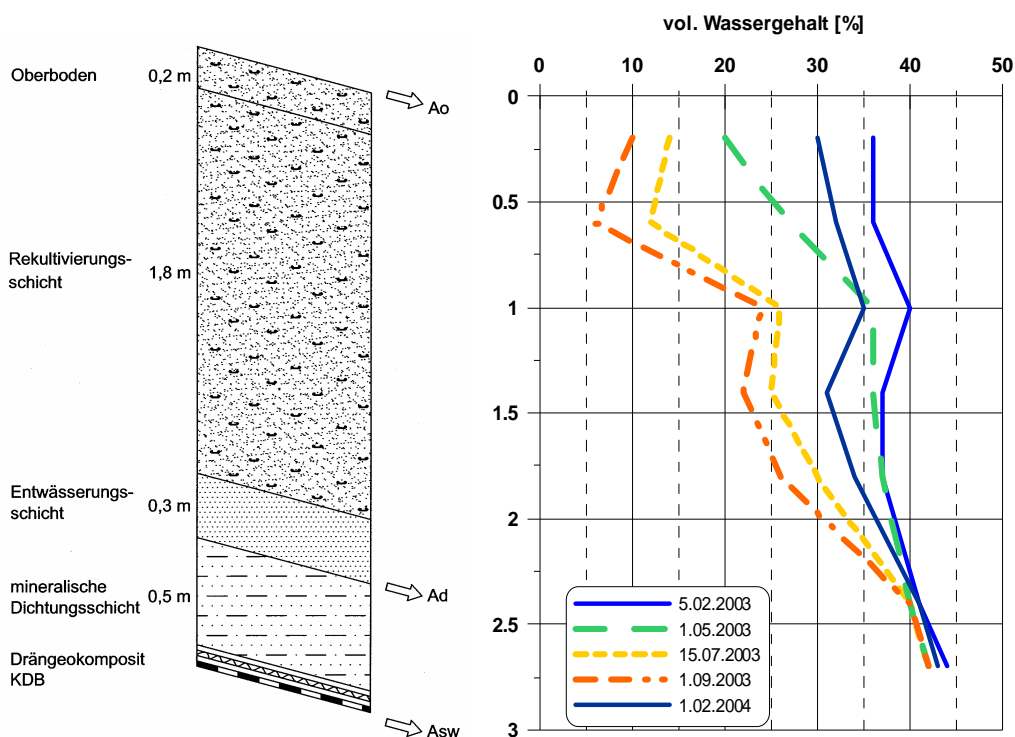 Oberboden
0,2 m
Ao
Rekultivierungs-
schicht
1,8 m
Entwässerungs-
schicht
0,3 m
mineralische
Dichtungsschicht
0,5 m
Ad
Drängeokomposit
KDB
Asw
vol. Wassergehalt [%]
0 10 20 30 40 50
0
0.5
1
1.5
2
2.5
3
5.02.2003
1.05.2003
15.07.2003
1.09.2003
1.02.2004